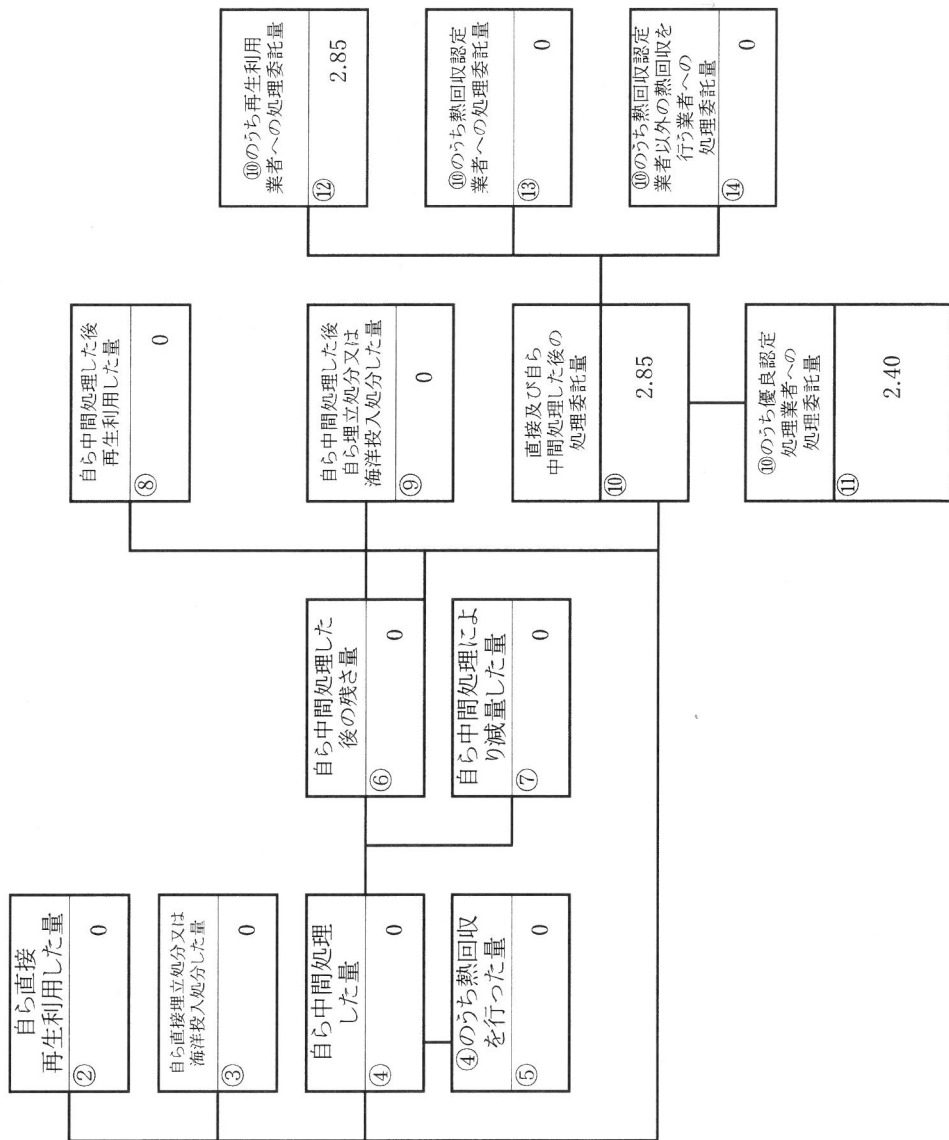 自ら直接
再生利用した量
②
0
自ら直接埋立処分又は
海洋投入処分した量
③
0
自ら中間処理
した量
④
0
④のうち熱回収
を行った量
⑤
0
自ら中間処理した
後の残さ量
⑥
0
自ら中間処理によ
り減量した量
⑦
0
自ら中間処理した後
再生利用した量
⑧
0
自ら中間処理した後
自ら埋立処分又は
海洋投入処分した量
⑨
0
直接及び自ら
中間処理した後の
処理委託量
⑩
2.85
⑩のうち優良認定
処理業者への
処理委託量
⑪
2.40
⑩のうち再生利用
業者への処理委託量
⑫
2.85
⑩のうち熱回収認定
業者への処理委託量
⑬
0
⑩のうち熱回収認定
業者以外の熱回収を
行う業者への
処理委託量
⑭
0